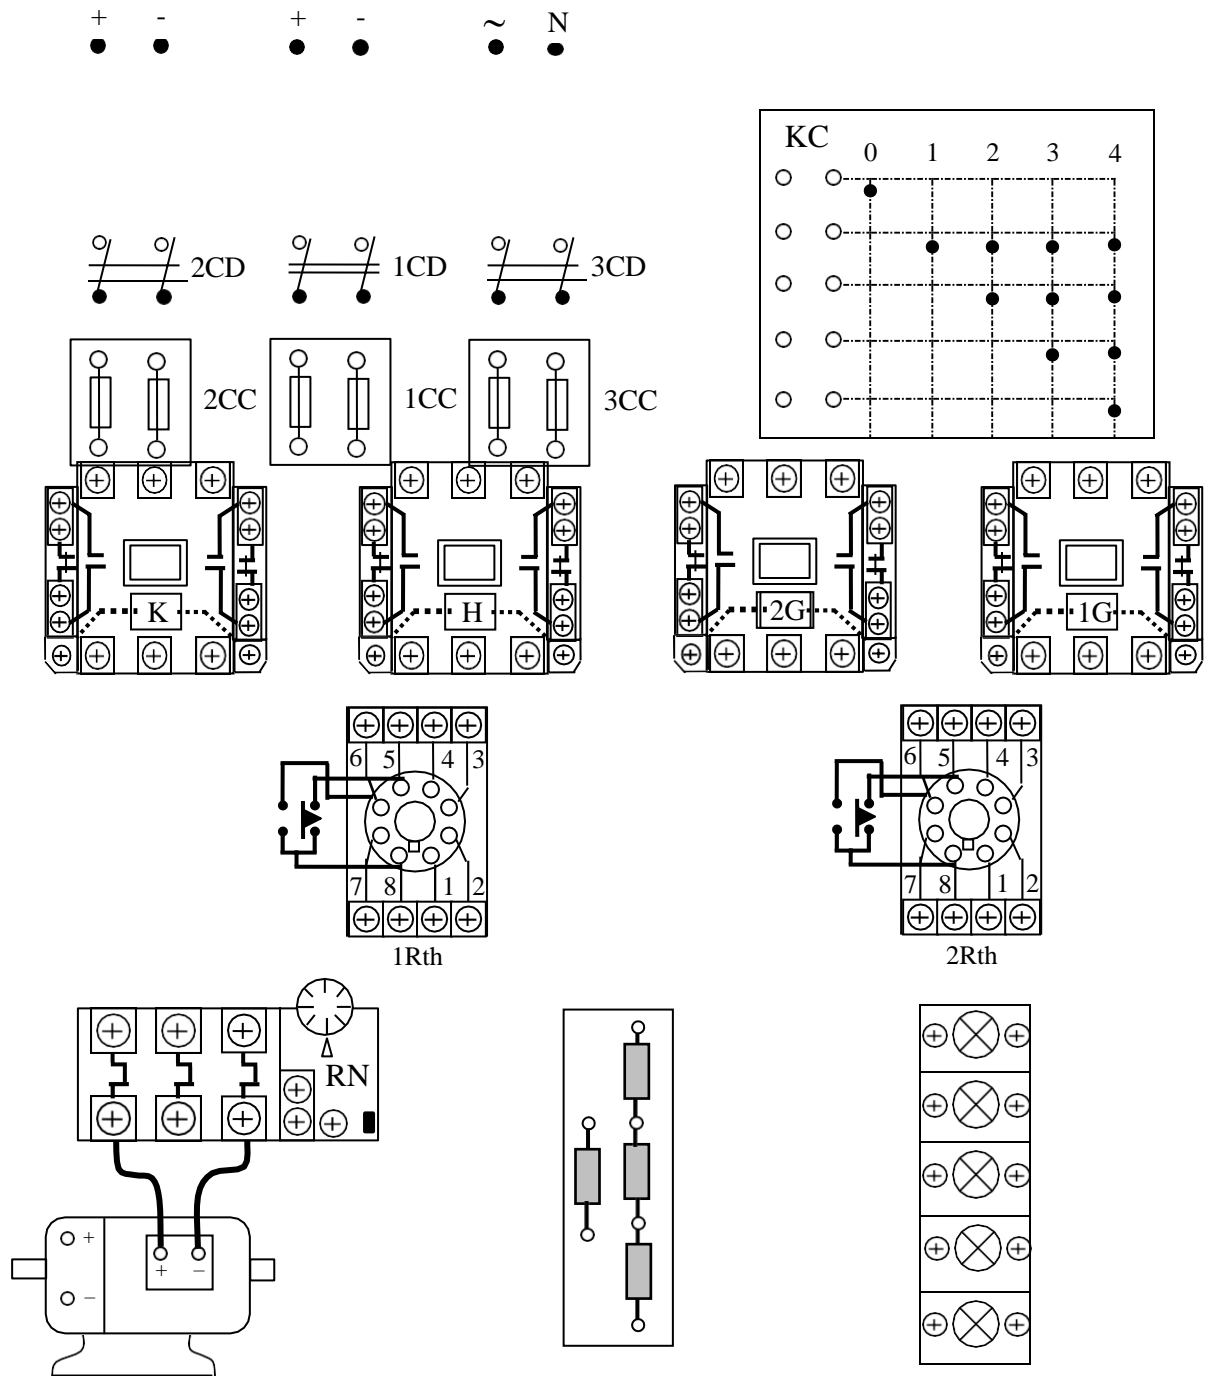 + - + - ~ N
KC
0 1 2 3 4
2CD 1CD 3CD
2CC 1CC 3CC
K H 2G 1G
6 5 4 3
7 8 1 2
1Rth
6 5 4 3
7 8 1 2
2Rth
RN
+
+ −
−